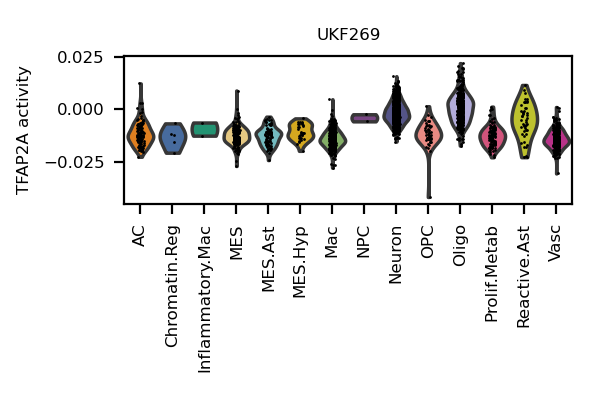 UKF269
TFAP2A activity
0.025
0.000
−0.025
AC
Chromatin.Reg
Inflammatory.Mac
MES
MES.Ast
MES.Hyp
Mac
NPC
Neuron
OPC
Oligo
Prolif.Metab
Reactive.Ast
Vasc